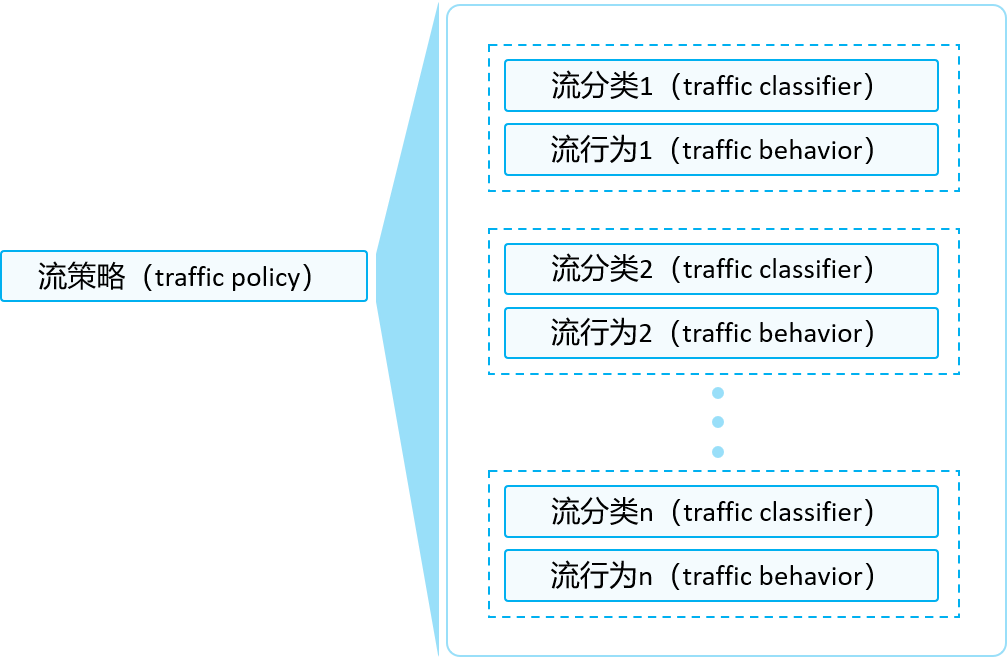 流策略（traffic policy）
流分类1（traffic classifier）
流行为1（traffic behavior）
流分类2（traffic classifier）
流行为2（traffic behavior）
流分类n（traffic classifier）
流行为n（traffic behavior）